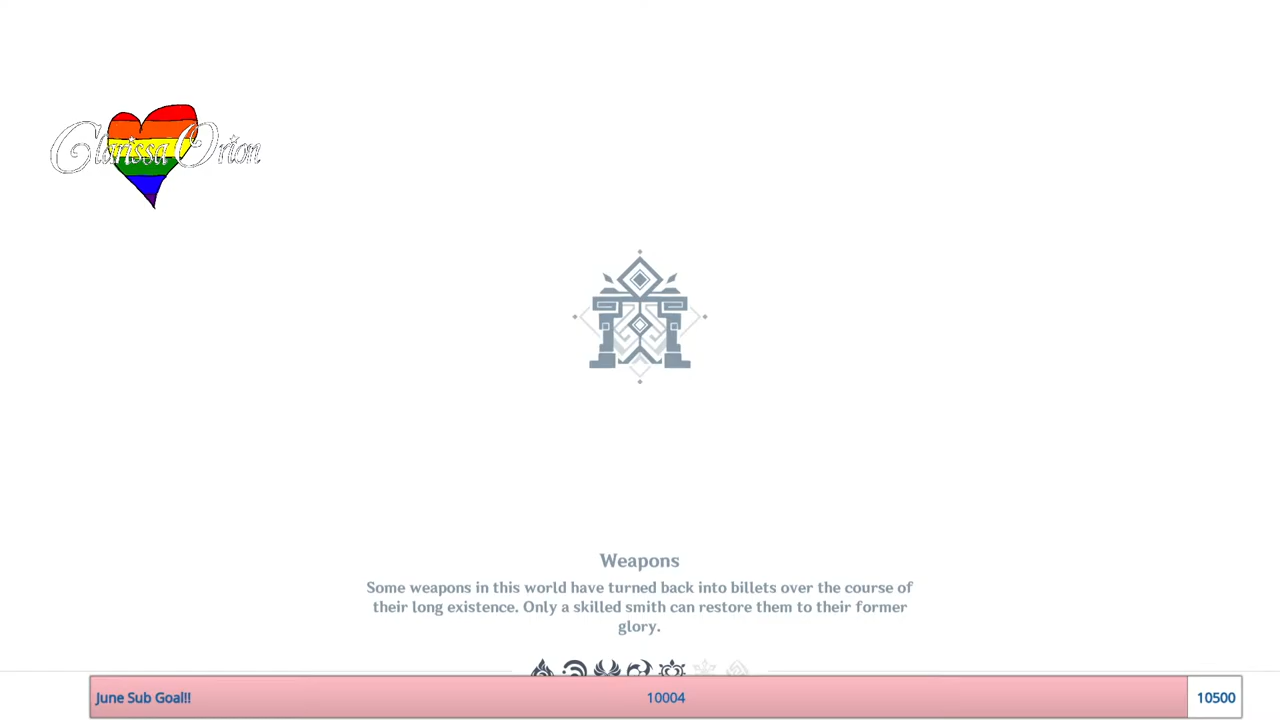 Clarissa Orion
Weapons
Some weapons in this world have turned back into billets over the course of
their long existence. Only a skilled smith can restore them to their former
glory.
June Sub Goal!! 10004 10500